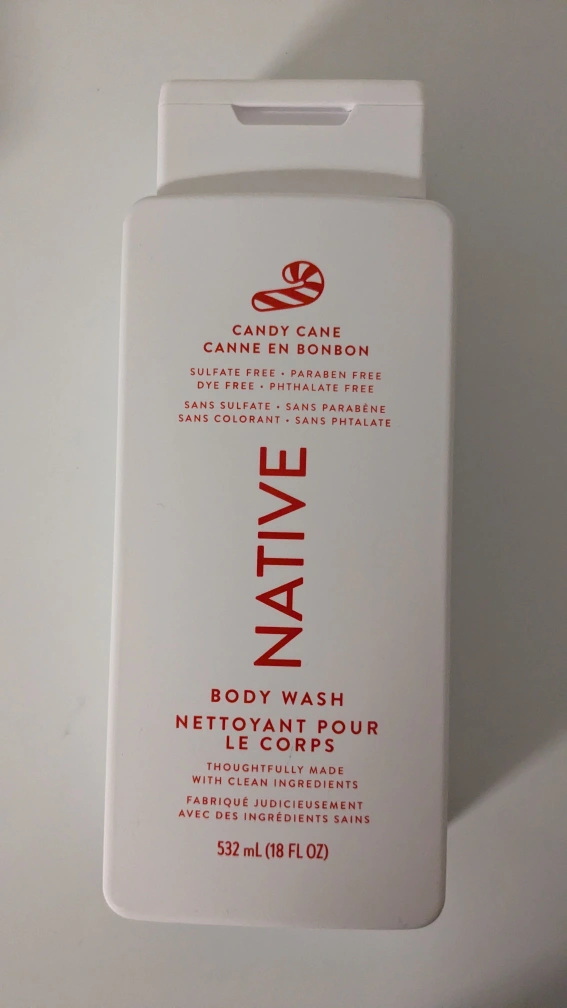 CANDY CANE
CANNE EN BONBON
SULFATE FREE • PARABEN FREE
DYE FREE • PHTHALATE FREE
SANS SULFATE • SANS PARABÈNE
SANS COLORANT • SANS PHTALATE
NATIVE
BODY WASH
NETTOYANT POUR
LE CORPS
THOUGHTFULLY MADE
WITH CLEAN INGREDIENTS
FABRIQUÉ JUDICIEUSEMENT
AVEC DES INGRÉDIENTS SAINS
532 mL (18 FL OZ)